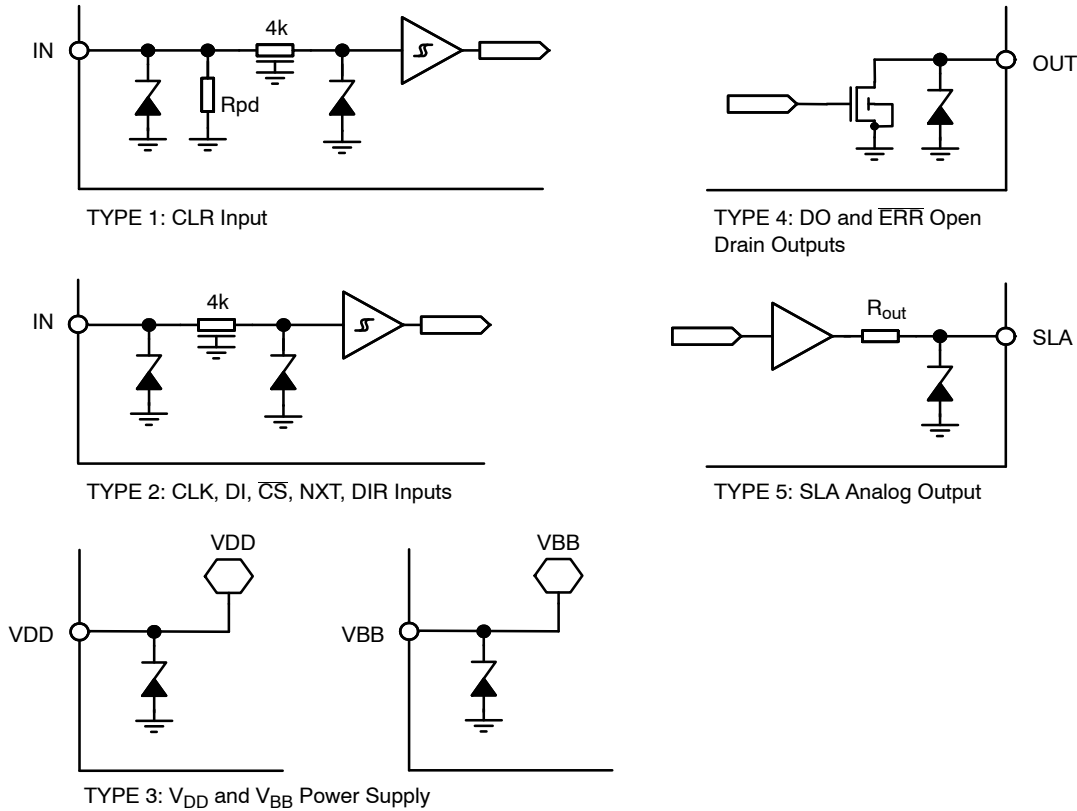 4k
IN
Rpd
TYPE 1: CLR Input
OUT
TYPE 4: DO and E̅R̅R̅ Open
Drain Outputs
4k
IN
TYPE 2: CLK, DI, C̅S̅, NXT, DIR Inputs
Rout
SLA
TYPE 5: SLA Analog Output
VDD
VDD
VBB
VBB
TYPE 3: VDD and VBB Power Supply